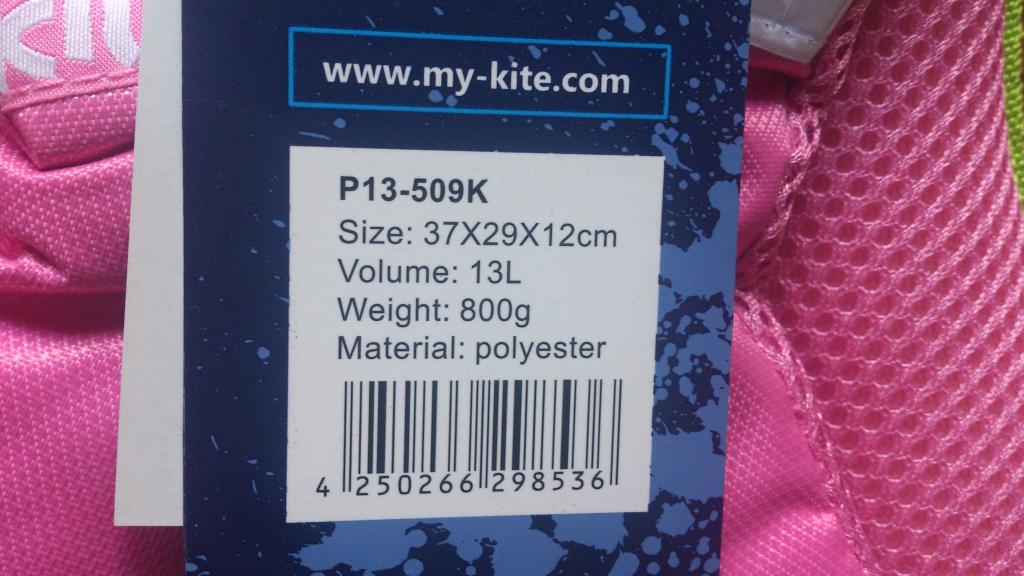 www.my-kite.com
P13-509K
Size: 37X29X12cm
Volume: 13L
Weight: 800g
Material: polyester
4 250266 298536